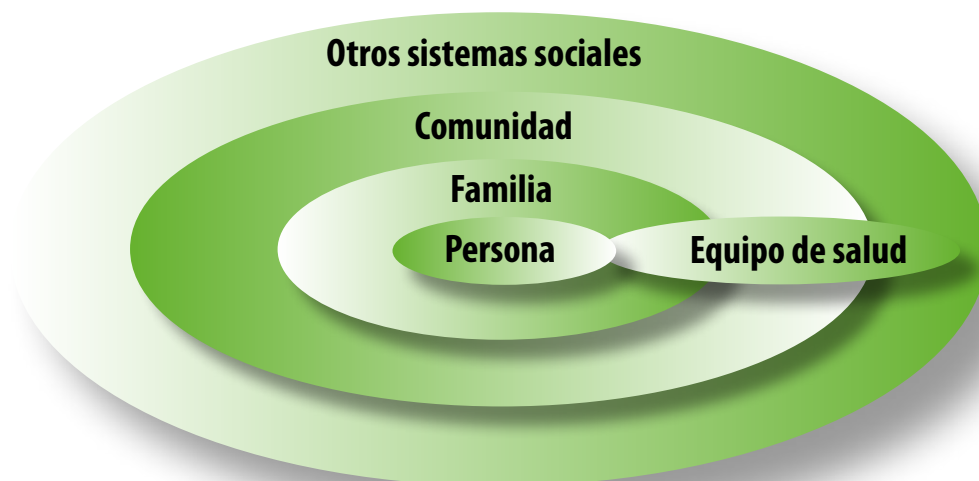 Otros sistemas sociales
Comunidad
Familia
Persona
Equipo de salud